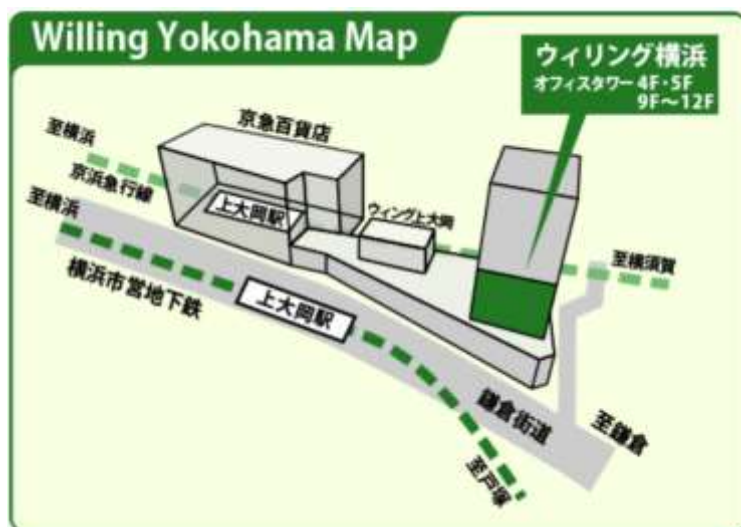 Willing Yokohama Map
ウィリング横浜
オフィスタワー 4F・5F
9F〜12F
京急百貨店
至横浜
京浜急行線
上大岡駅
ウィング上大岡
至横浜
至横須賀
横浜市営地下鉄
上大岡駅
鎌倉街道
至鎌倉
至戸塚